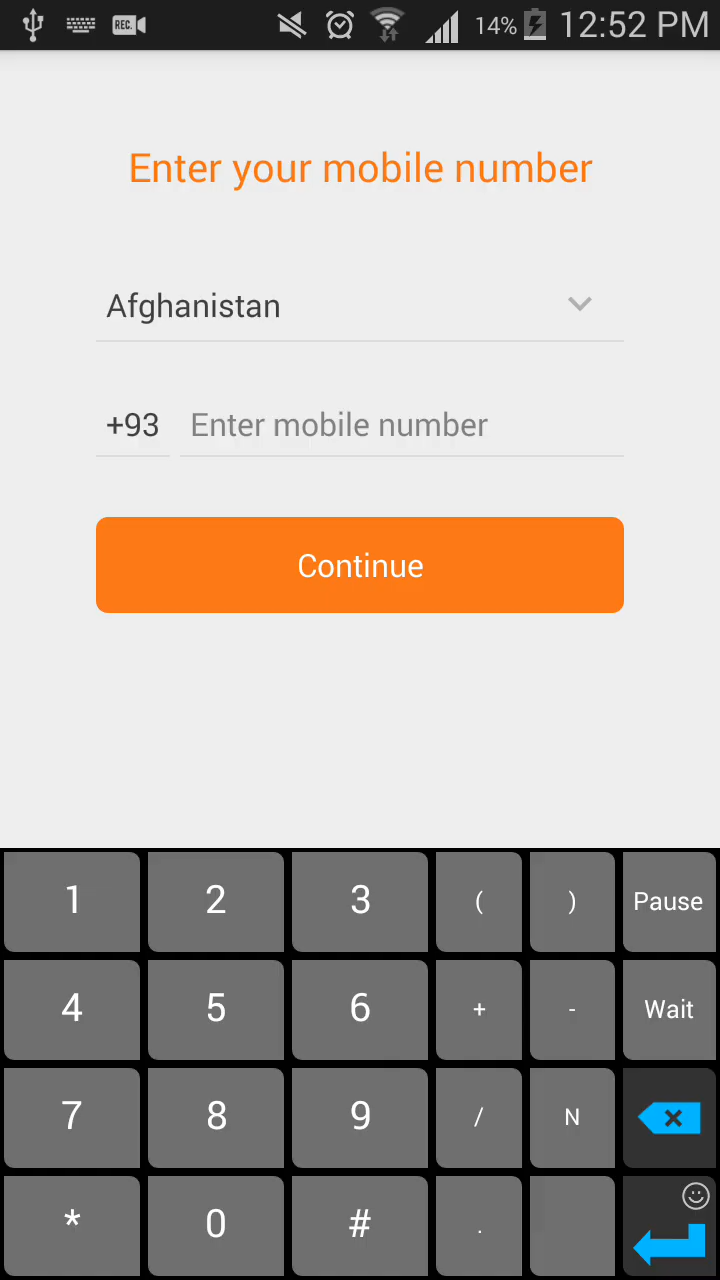 REC.
14%
12:52 PM
Enter your mobile number
Afghanistan
+93 Enter mobile number
Continue
1 2 3 ( ) Pause
4 5 6 + - Wait
7 8 9 / N
* 0 # .